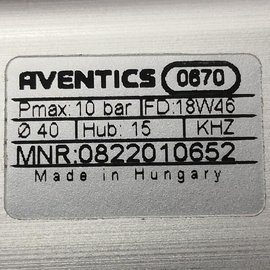 AVENTICS 0670
Pmax: 10 bar FD:18W46
Ø 40 Hub: 15 KHZ
MNR:0822010652
Made in Hungary